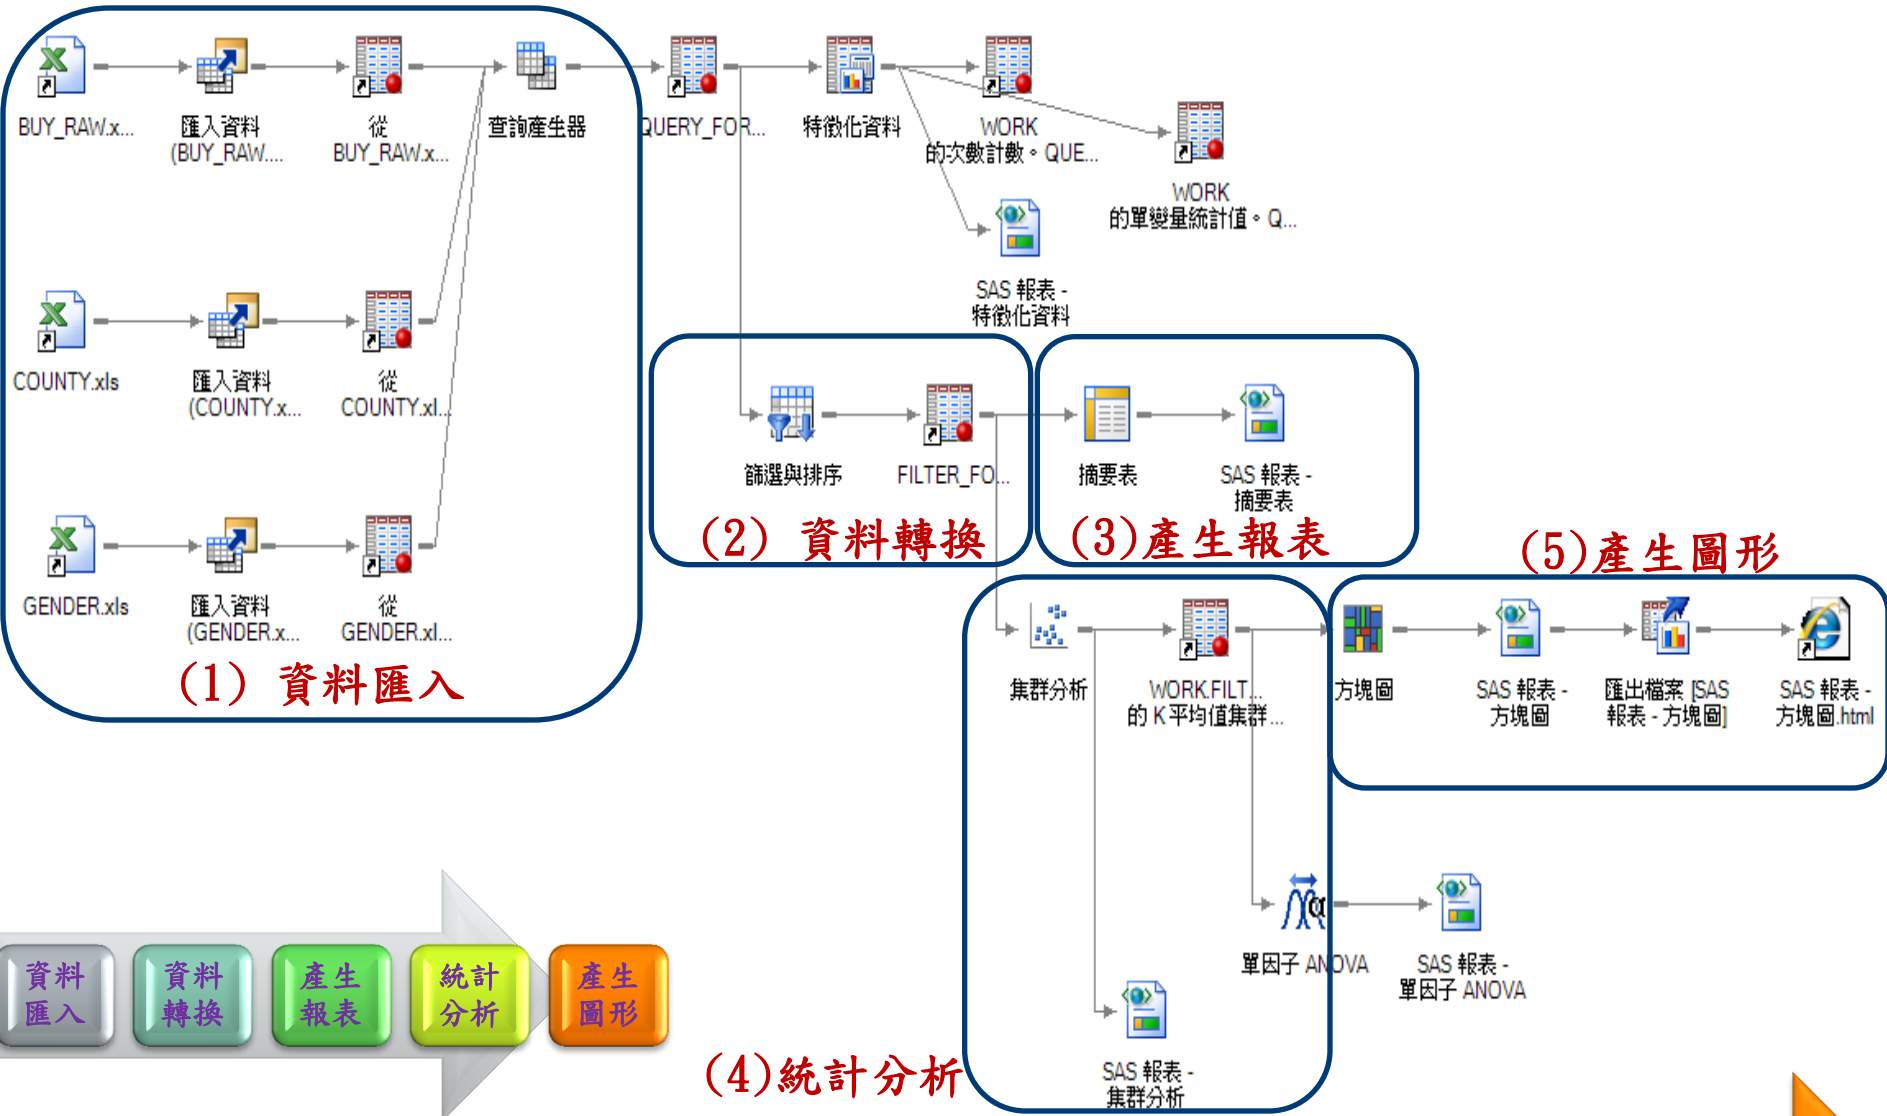 BUY_RAW.x...
匯入資料
(BUY_RAW....
從
BUY_RAW.x...
查詢產生器
QUERY_FOR...
特徵化資料
WORK
的次數計數。QUE...
WORK
的單變量統計值。Q...
SAS 報表 -
特徵化資料
COUNTY.xls
匯入資料
(COUNTY.x...
從
COUNTY.xl...
篩選與排序
FILTER_FO...
摘要表
SAS 報表 -
摘要表
(2) 資料轉換
(3)產生報表
GENDER.xls
匯入資料
(GENDER.x...
從
GENDER.xl...
(1) 資料匯入
(5)產生圖形
集群分析
WORK.FILT...
的 K 平均值集群...
方塊圖
SAS 報表 -
方塊圖
匯出檔案 [SAS
報表 - 方塊圖]
SAS 報表 -
方塊圖.html
單因子 ANOVA
SAS 報表 -
單因子 ANOVA
SAS 報表 -
集群分析
(4)統計分析
資料
匯入
資料
轉換
產生
報表
統計
分析
產生
圖形